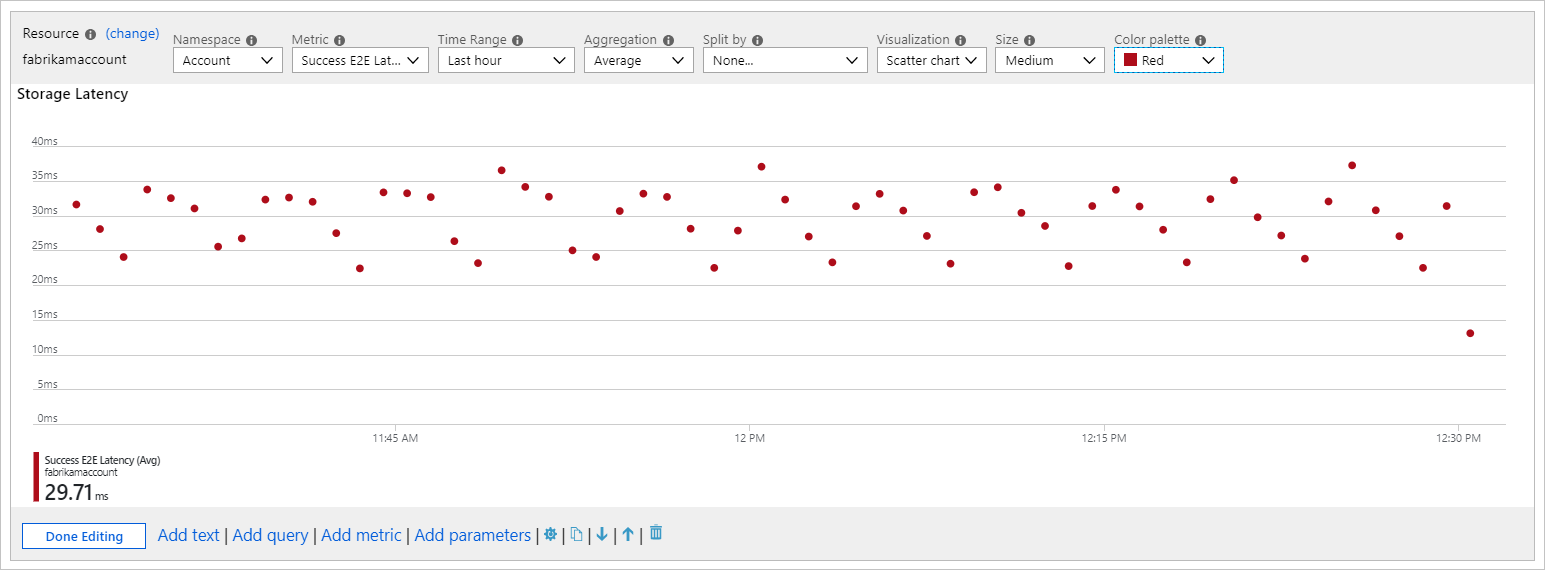 Resource (change)
fabrikamaccount
Namespace
Account
Metric
Success E2E Lat...
Time Range
Last hour
Aggregation
Average
Split by
None...
Visualization
Scatter chart
Size
Medium
Color palette
Red
Storage Latency
40ms
35ms
30ms
25ms
20ms
15ms
10ms
5ms
0ms
11:45 AM
12 PM
12:15 PM
12:30 PM
Success E2E Latency (Avg)
fabrikamaccount
29.71 ms
Done Editing
Add text | Add query | Add metric | Add parameters | | | | |